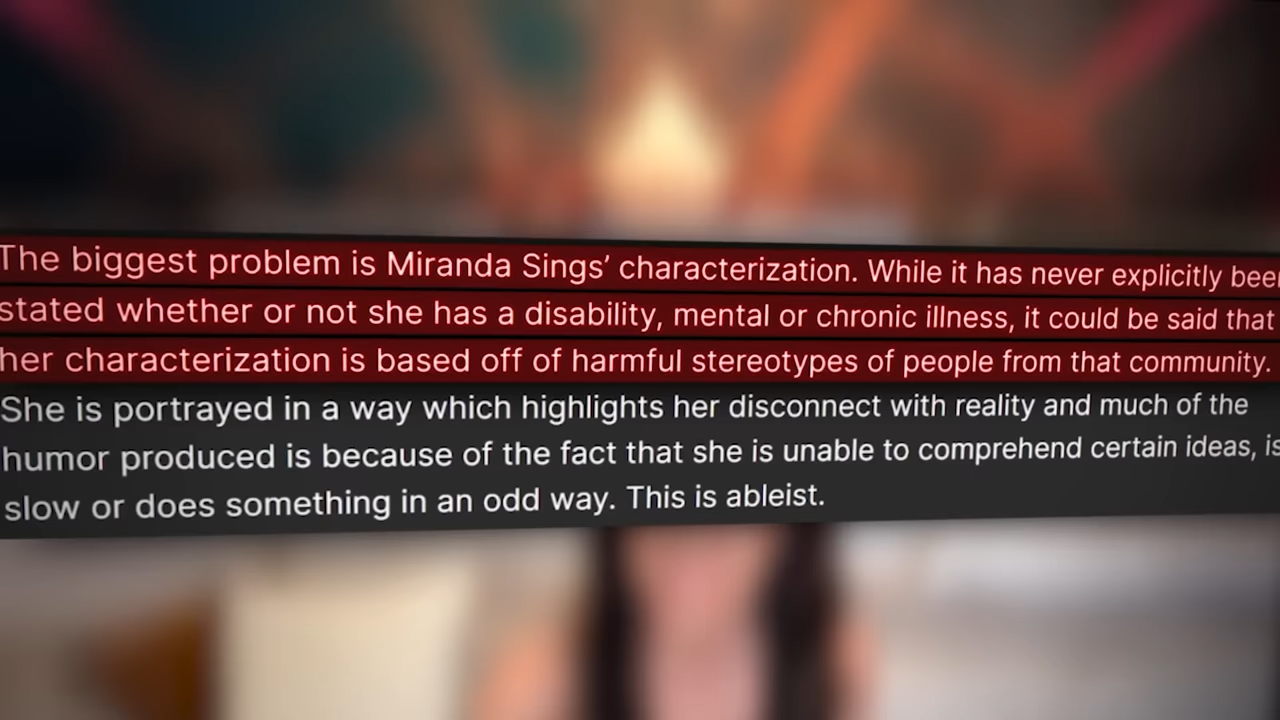 The biggest problem is Miranda Sings’ characterization. While it has never explicitly been
stated whether or not she has a disability, mental or chronic illness, it could be said that
her characterization is based off of harmful stereotypes of people from that community.
She is portrayed in a way which highlights her disconnect with reality and much of the
humor produced is because of the fact that she is unable to comprehend certain ideas, is
slow or does something in an odd way. This is ableist.